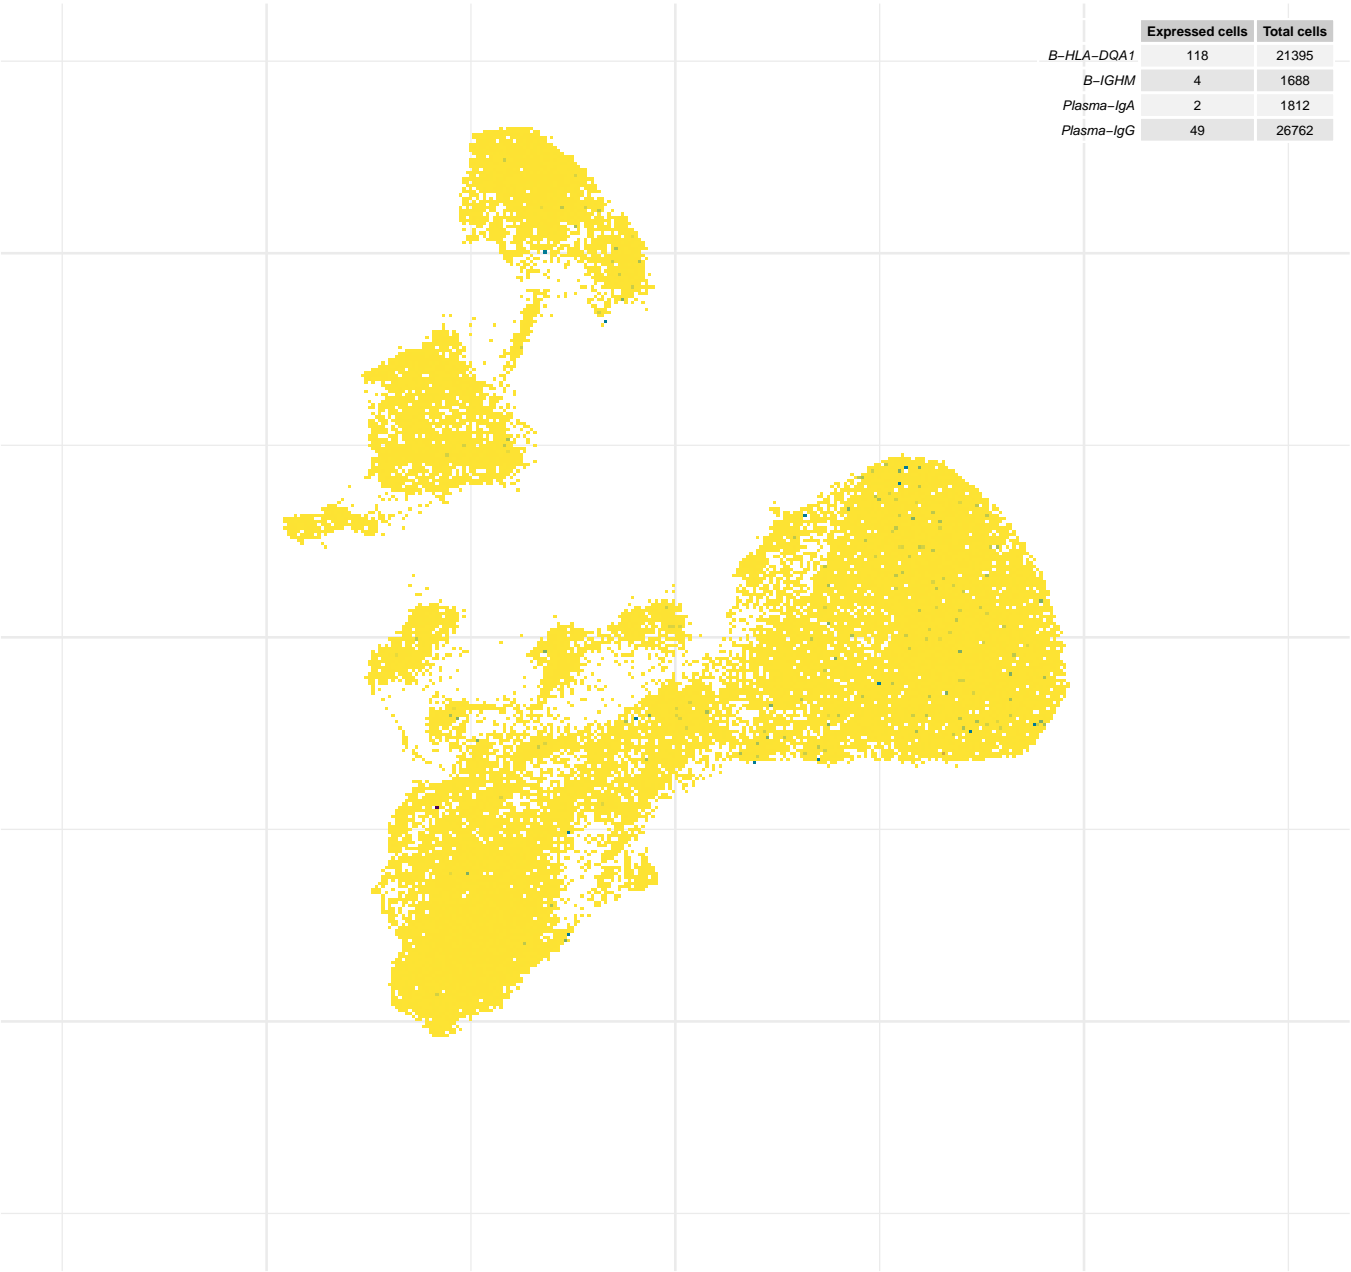 Expressed cells Total cells
B−HLA−DQA1 118 21395
B−IGHM 4 1688
Plasma−IgA 2 1812
Plasma−IgG 49 26762